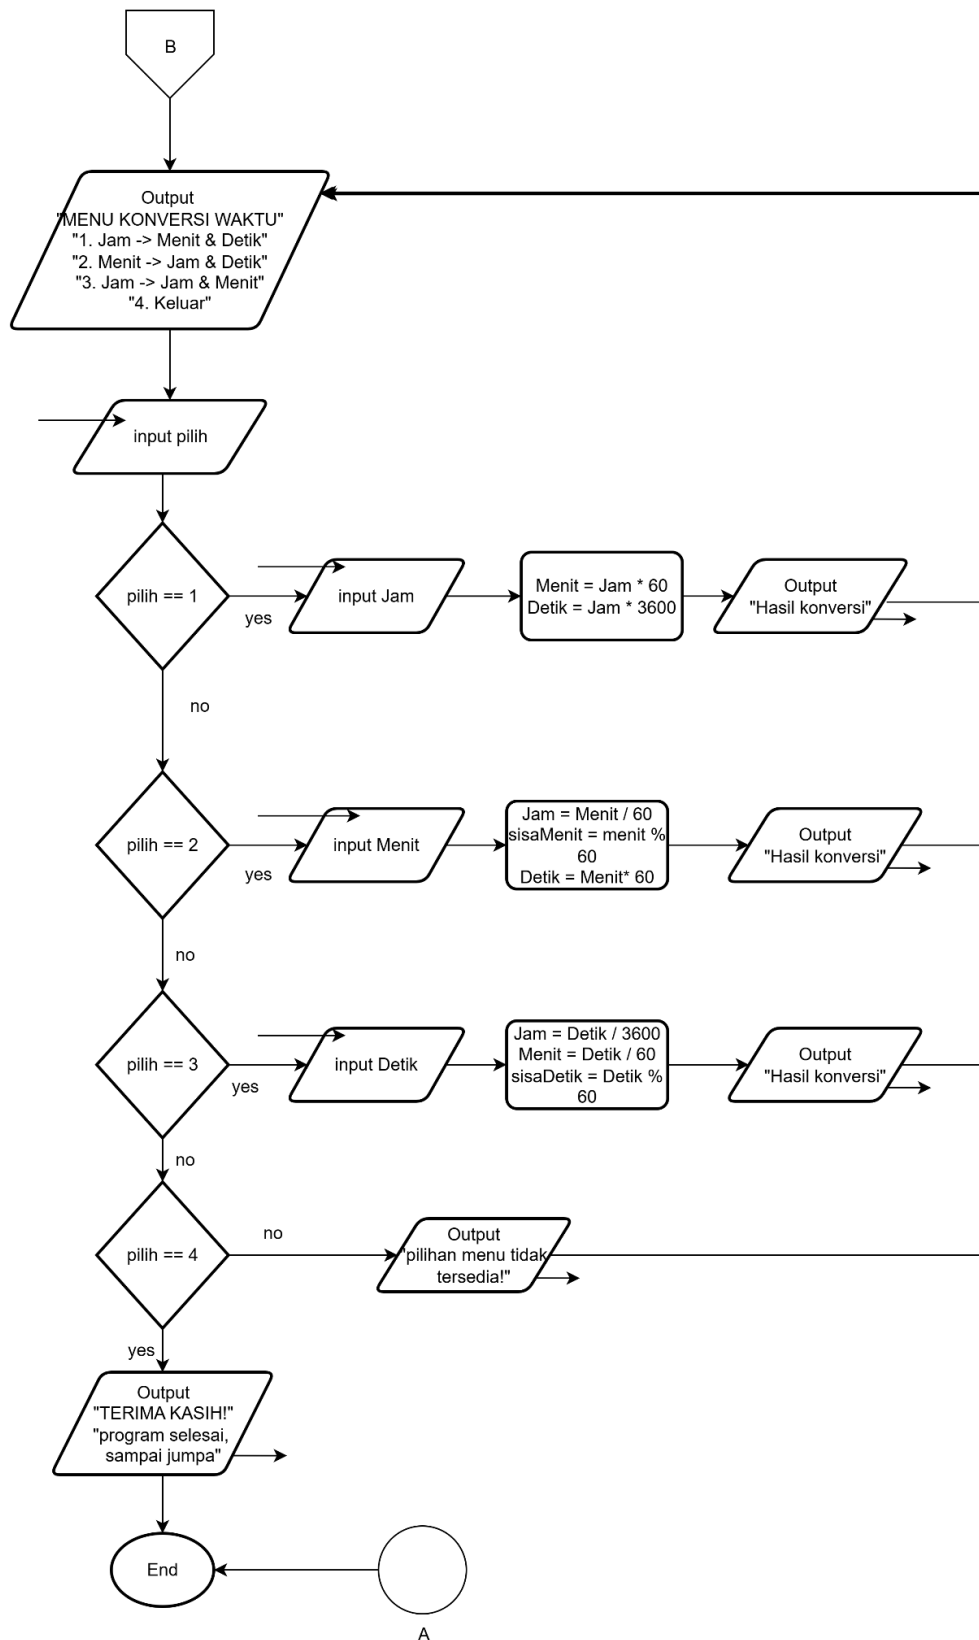 B
Output
"MENU KONVERSI WAKTU"
"1. Jam -> Menit & Detik"
"2. Menit -> Jam & Detik"
"3. Jam -> Jam & Menit"
"4. Keluar"
input pilih
pilih == 1
yes
input Jam
Menit = Jam * 60
Detik = Jam * 3600
Output
"Hasil konversi"
no
pilih == 2
yes
input Menit
Jam = Menit / 60
sisaMenit = menit %
60
Detik = Menit* 60
Output
"Hasil konversi"
no
pilih == 3
yes
input Detik
Jam = Detik / 3600
Menit = Detik / 60
sisaDetik = Detik %
60
Output
"Hasil konversi"
no
pilih == 4
no
Output
"pilihan menu tidak
tersedia!"
yes
Output
"TERIMA KASIH!"
"program selesai,
sampai jumpa"
End
A